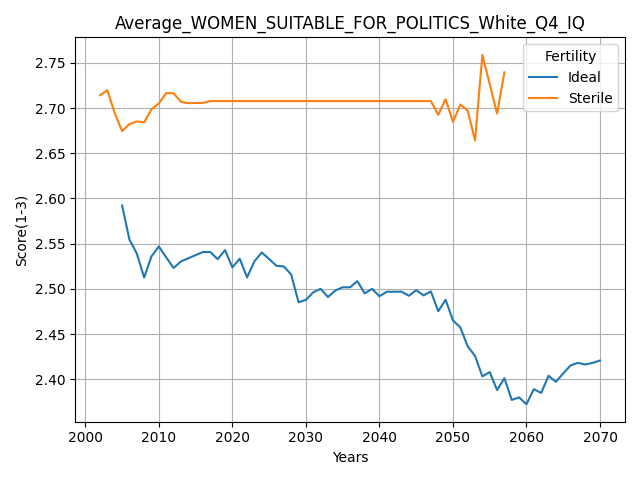 Average_WOMEN_SUITABLE_FOR_POLITICS_White_Q4_IQ
Score(1-3)
2.75
2.70
2.65
2.60
2.55
2.50
2.45
2.40
Fertility
Ideal
Sterile
2000 2010 2020 2030 2040 2050 2060 2070
Years